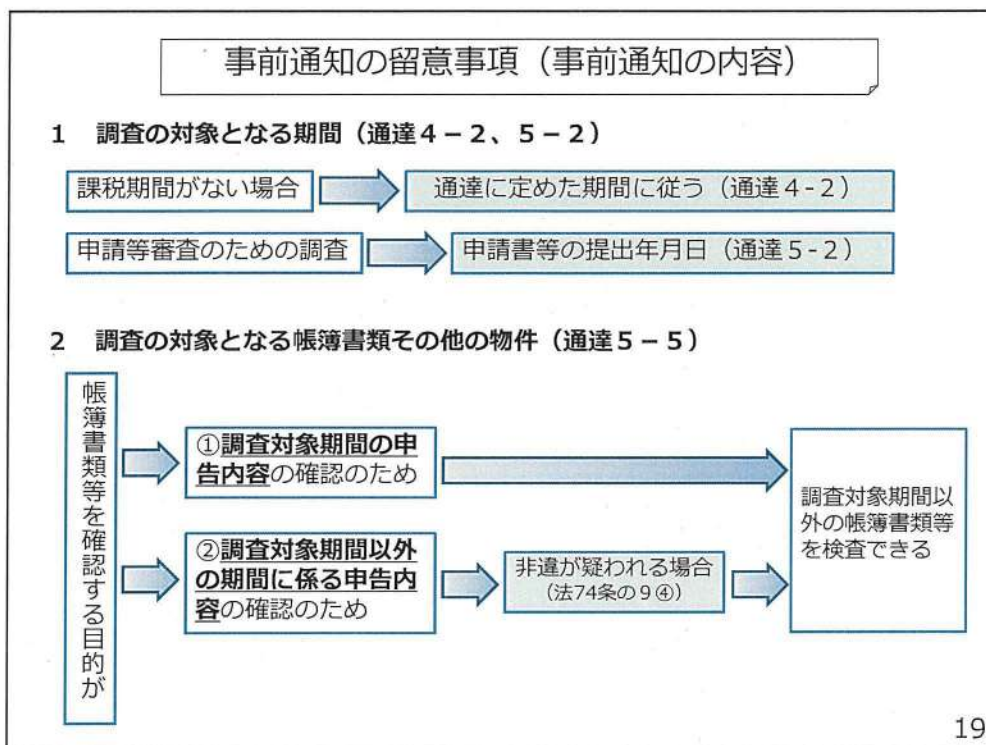 事前通知の留意事項(事前通知の内容)
1 調査の対象となる期間(通達4-2、5-2)
課税期間がない場合
通達に定めた期間に従う(通達4-2)
申請等審査のための調査
申請書等の提出年月日(通達5-2)
2 調査の対象となる帳簿書類その他の物件(通達5-5)
帳簿書類等を確認する目的が
①調査対象期間の申
告内容の確認のため
②調査対象期間以外
の期間に係る申告内
容の確認のため
非違が疑われる場合
(法74条の9④)
調査対象期間以
外の帳簿書類等
を検査できる
19